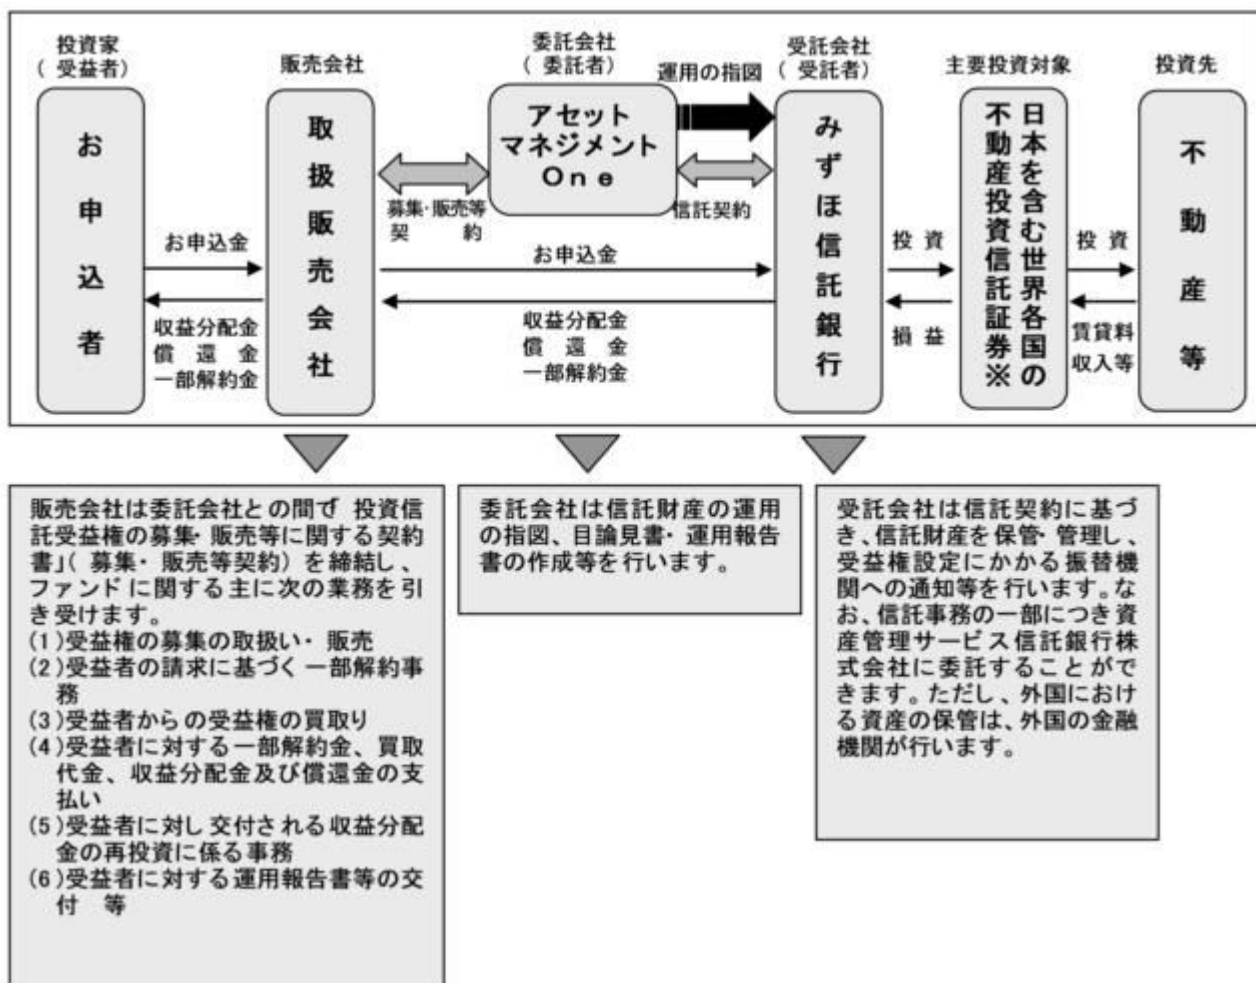 投資家
（受益者）
販売会社
委託会社
（委託者）
受託会社
（受託者）
主要投資対象
投資先
運用の指図
お申込者
取扱販売会社
アセット
マネジメント
One
みずほ信託銀行
日本を含む世界各国の
不動産投資信託証券※
不動産等
募集・販売等
契約
信託契約
お申込金
収益分配金
償還金
一部解約金
お申込金
収益分配金
償還金
一部解約金
投資
損益
投資
賃貸料
収入等
販売会社は委託会社との間で 投資信
託受益権の募集・販売等に関する契約
書」（募集・販売等契約）を締結し、
ファンドに関する主に次の業務を引
き受けます。
(1)受益権の募集の取扱い・販売
(2)受益者の請求に基づく一部解約事
務
(3)受益者からの受益権の買取り
(4)受益者に対する一部解約金、買取
代金、収益分配金及び償還金の支
払い
(5)受益者に対し交付される収益分配
金の再投資に係る事務
(6)受益者に対する運用報告書等の交
付 等
委託会社は信託財産の運用
の指図、目論見書・運用報告
書の作成等を行います。
受託会社は信託契約に基づ
き、信託財産を保管・管理し、
受益権設定にかかる振替機
関への通知等を行います。な
お、信託事務の一部につき資
産管理サービス信託銀行株
式会社に委託することがで
きます。ただし、外国におけ
る資産の保管は、外国の金融
機関が行います。